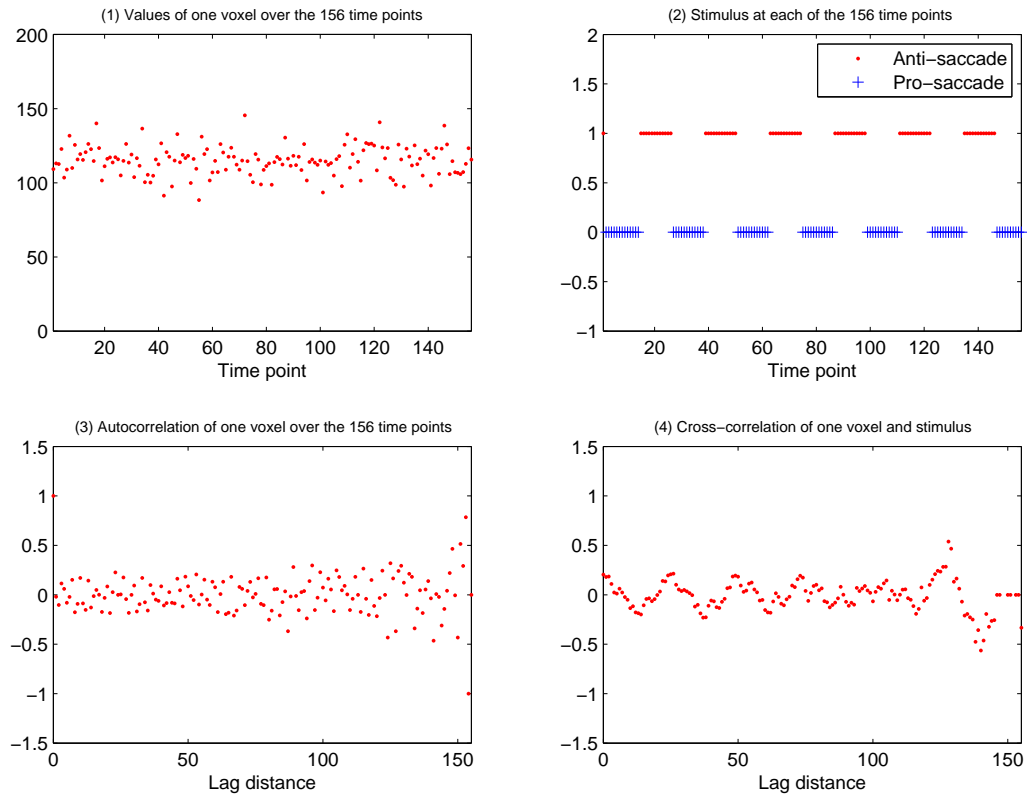 (1) Values of one voxel over the 156 time points
200
150
100
50
0
20 40 60 80 100 120 140
Time point
(2) Stimulus at each of the 156 time points
2
1.5
1
0.5
0
−0.5
−1
Anti−saccade
Pro−saccade
20 40 60 80 100 120 140
Time point
(3) Autocorrelation of one voxel over the 156 time points
1.5
1
0.5
0
−0.5
−1
−1.5
0 50 100 150
Lag distance
(4) Cross−correlation of one voxel and stimulus
1.5
1
0.5
0
−0.5
−1
−1.5
0 50 100 150
Lag distance